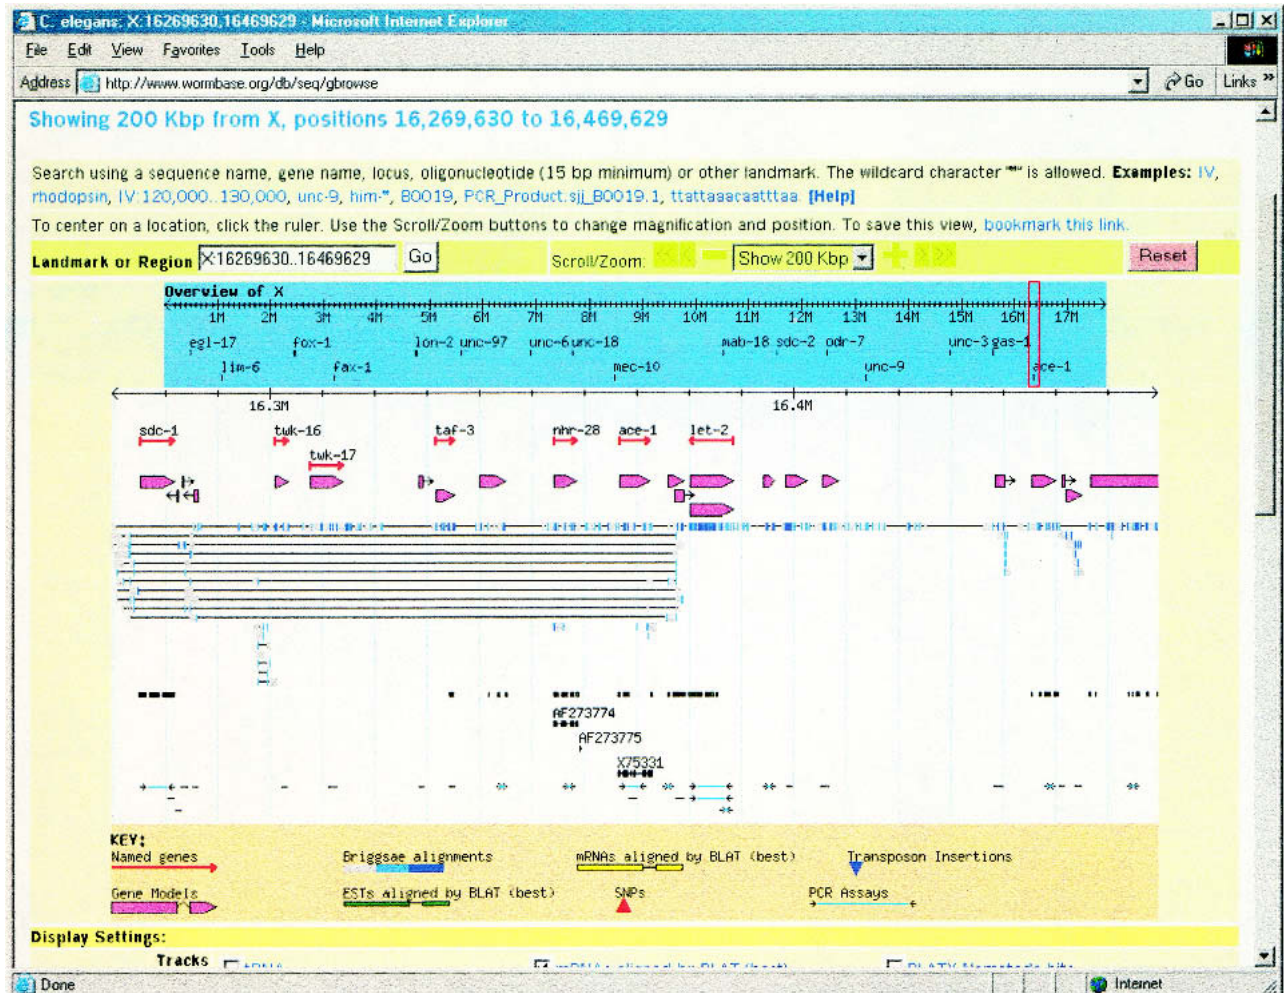 C. elegans: X:16269630,16469629 - Microsoft Internet Explorer
File Edit View Favorites Tools Help
Address http://www.wormbase.org/db/seq/gbrowse Go Links »
Showing 200 Kbp from X, positions 16,269,630 to 16,469,629
Search using a sequence name, gene name, locus, oligonucleotide (15 bp minimum) or other landmark. The wildcard character "*" is allowed. Examples: IV,
rhodopsin, IV:120,000..130,000, unc-9, him-*, B0019, PCR_Product:sjj_B0019.1, ttattaaacaatttaa. [Help]
To center on a location, click the ruler. Use the Scroll/Zoom buttons to change magnification and position. To save this view, bookmark this link.
Landmark or Region X:16269630..16469629 Go Scroll/Zoom: Show 200 Kbp Reset
Overview of X
1M 2M 3M 4M 5M 6M 7M 8M 9M 10M 11M 12M 13M 14M 15M 16M 17M
egl-17 fox-1 lon-2 unc-97 unc-6 unc-18 mab-18 sdc-2 odr-7 unc-3 gas-1
lim-6 fax-1 mec-10 unc-9 ace-1
16.3M 16.4M
sdc-1 twk-16 taf-3 nhr-28 ace-1 let-2
twk-17
AF273774
AF273775
X75331
KEY:
Named genes Briggsae alignments mRNAs aligned by BLAT (best) Transposon Insertions
Gene Models ESTs aligned by BLAT (best) SNPs PCR Assays
Display Settings:
Tracks tRNA mRNAs aligned by BLAT (best) BLATX Nematode hits
Done Internet